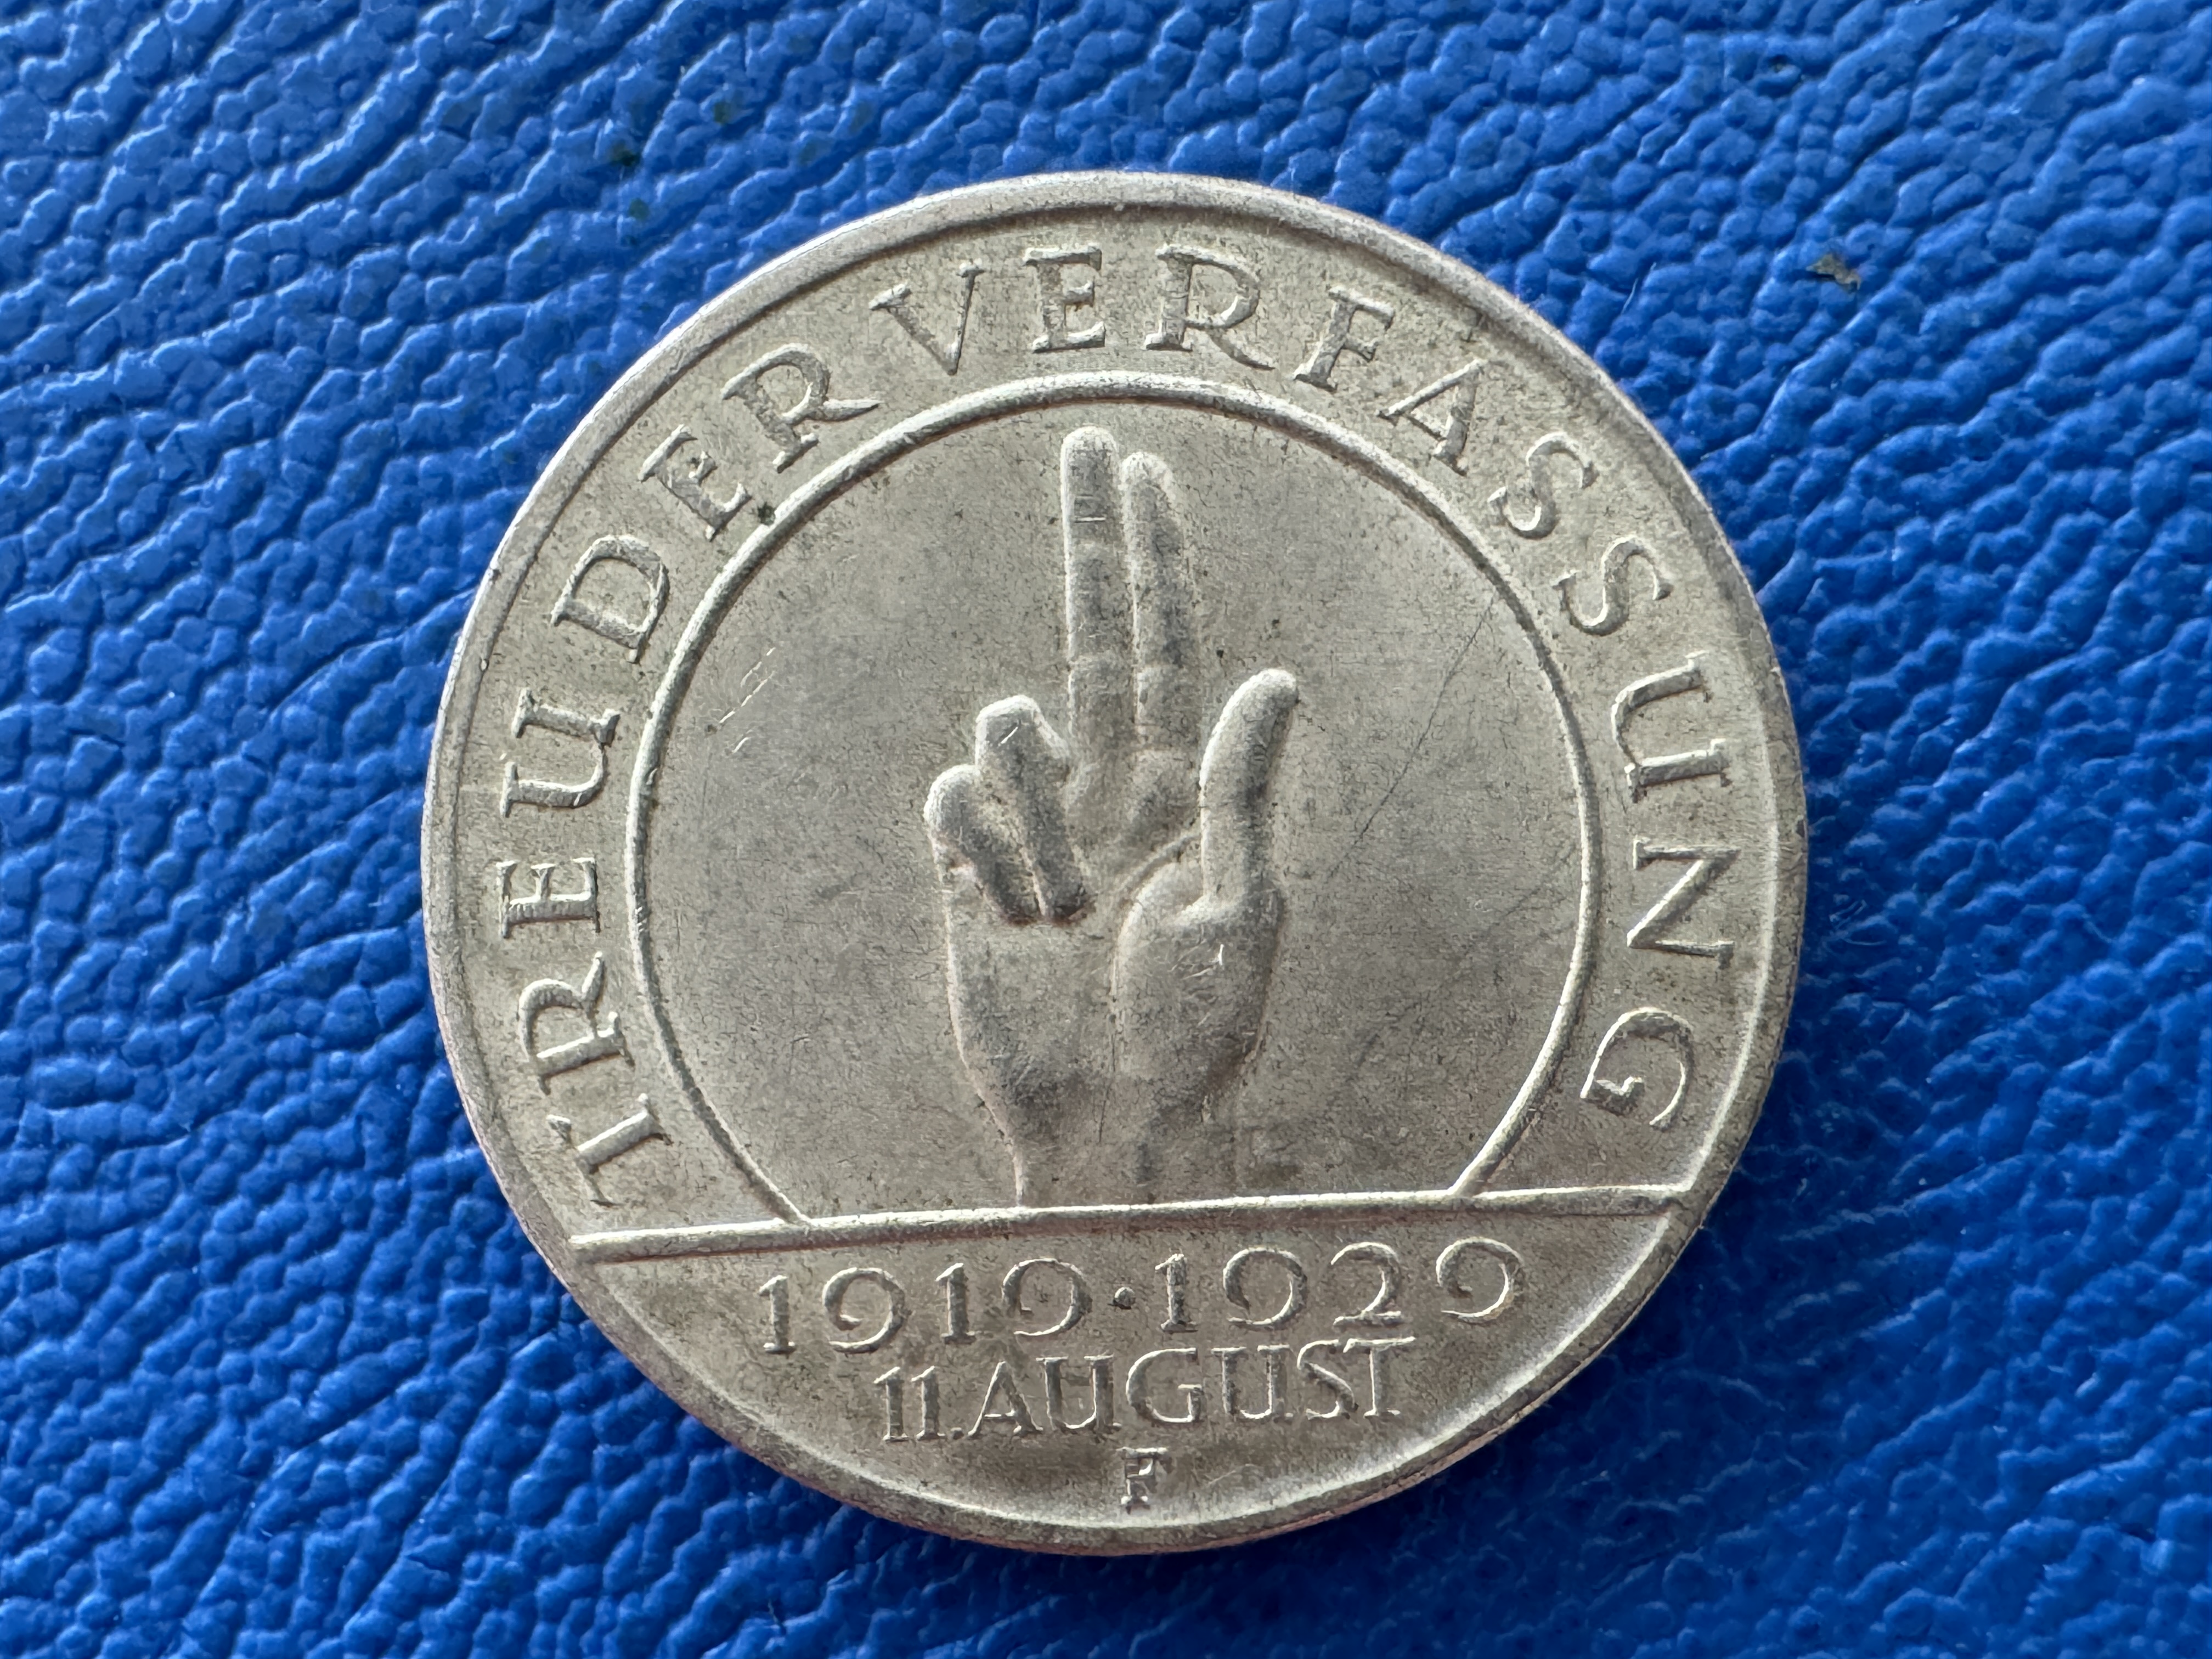 TREU DER VERFASSUNG
1919·1929
11.AUGUST
F